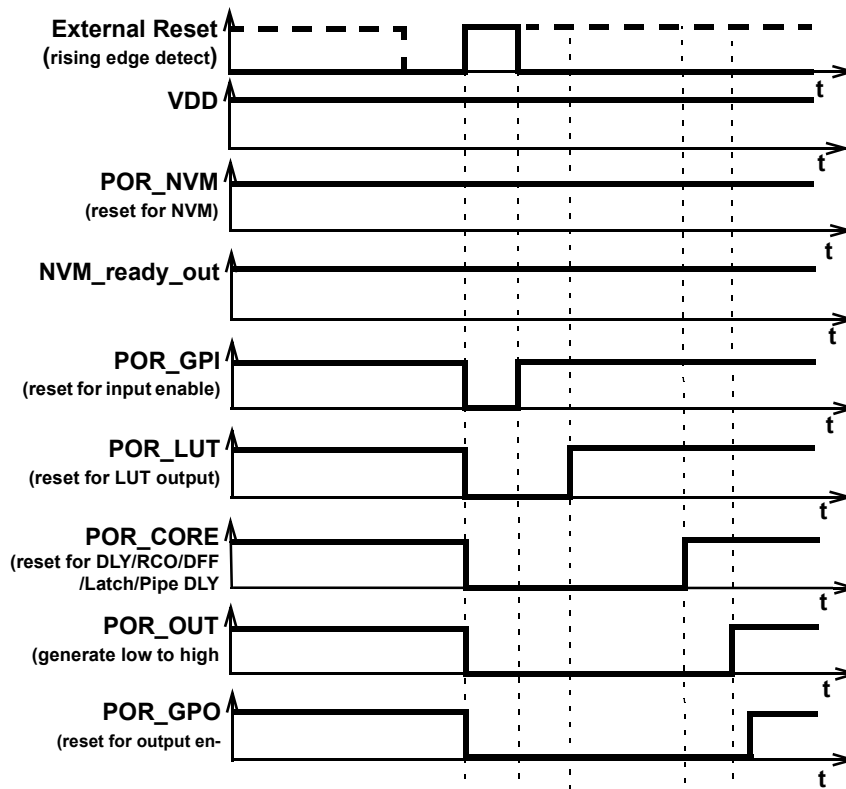 External Reset
(rising edge detect)
t
VDD
t
POR_NVM
(reset for NVM)
t
NVM_ready_out
t
POR_GPI
(reset for input enable)
t
POR_LUT
(reset for LUT output)
t
POR_CORE
(reset for DLY/RCO/DFF
/Latch/Pipe DLY
t
POR_OUT
(generate low to high
t
POR_GPO
(reset for output en-
t